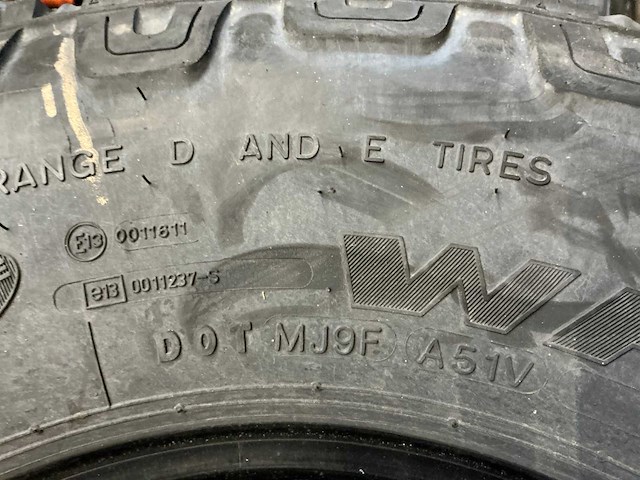 RANGE D AND E TIRES
E13 0011611
e13 0011237-S
W
DOT MJ9F A51V